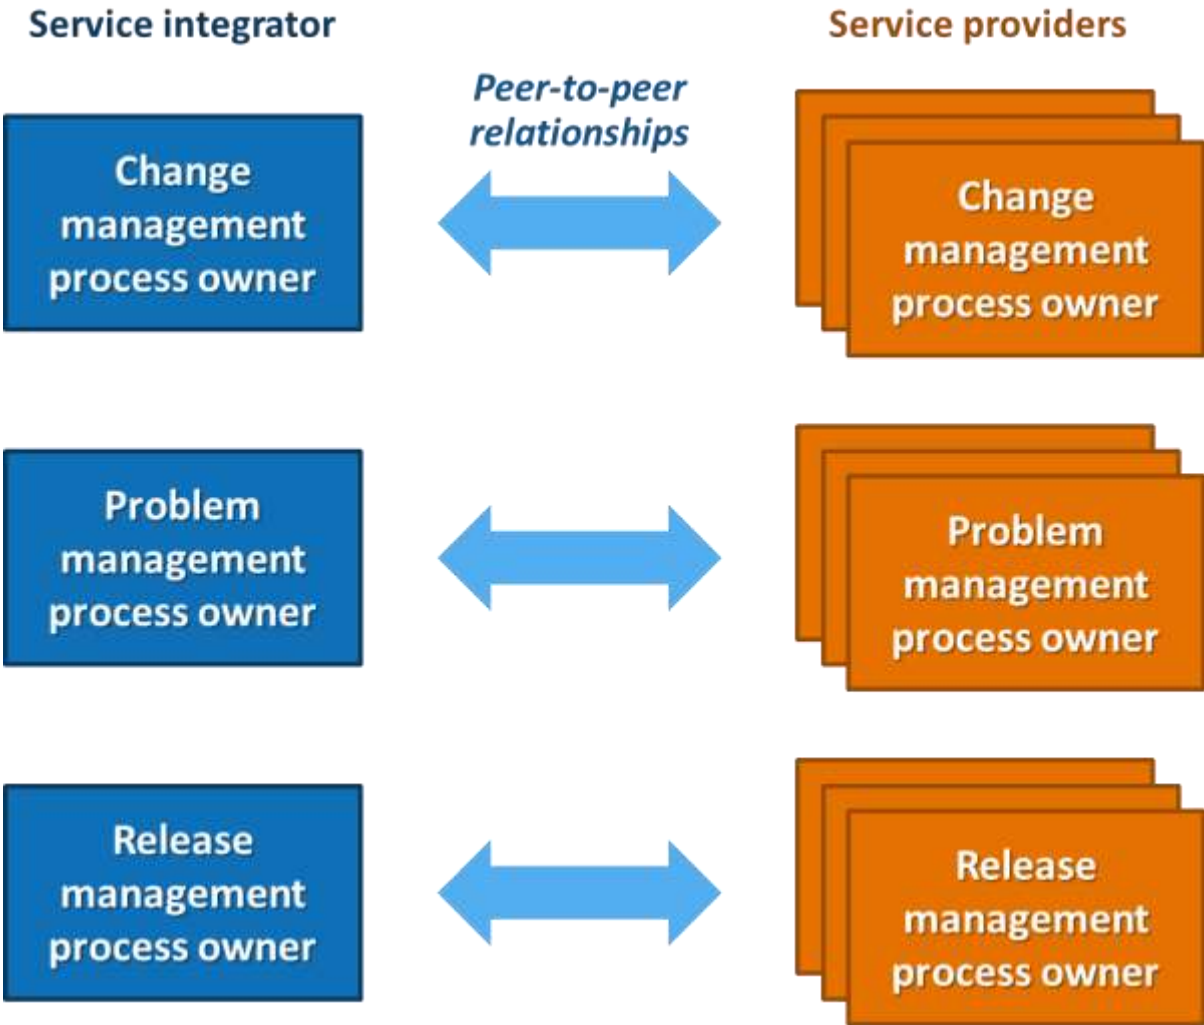 Service integrator
Service providers
Peer-to-peer
relationships
Change
management
process owner
Change
management
process owner
Problem
management
process owner
Problem
management
process owner
Release
management
process owner
Release
management
process owner